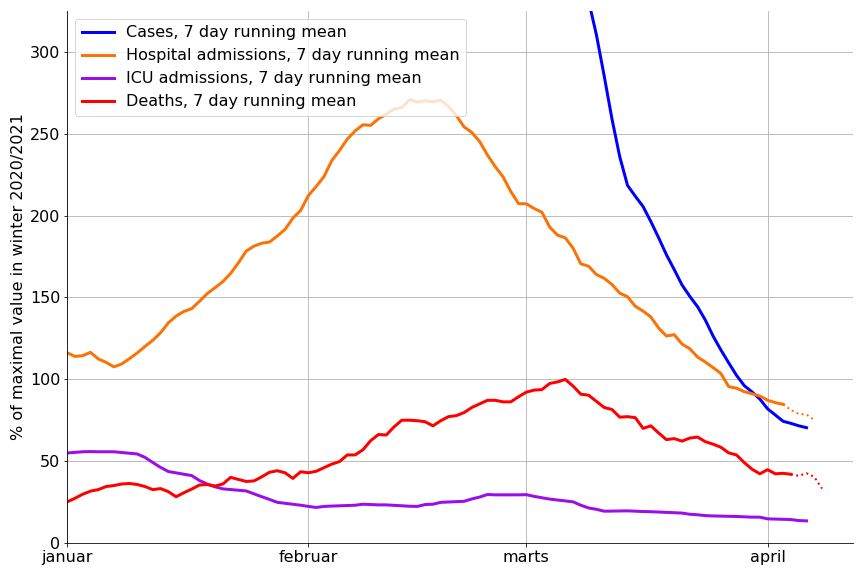 Cases, 7 day running mean
Hospital admissions, 7 day running mean
ICU admissions, 7 day running mean
Deaths, 7 day running mean
% of maximal value in winter 2020/2021
300
250
200
150
100
50
0
januar februar marts april